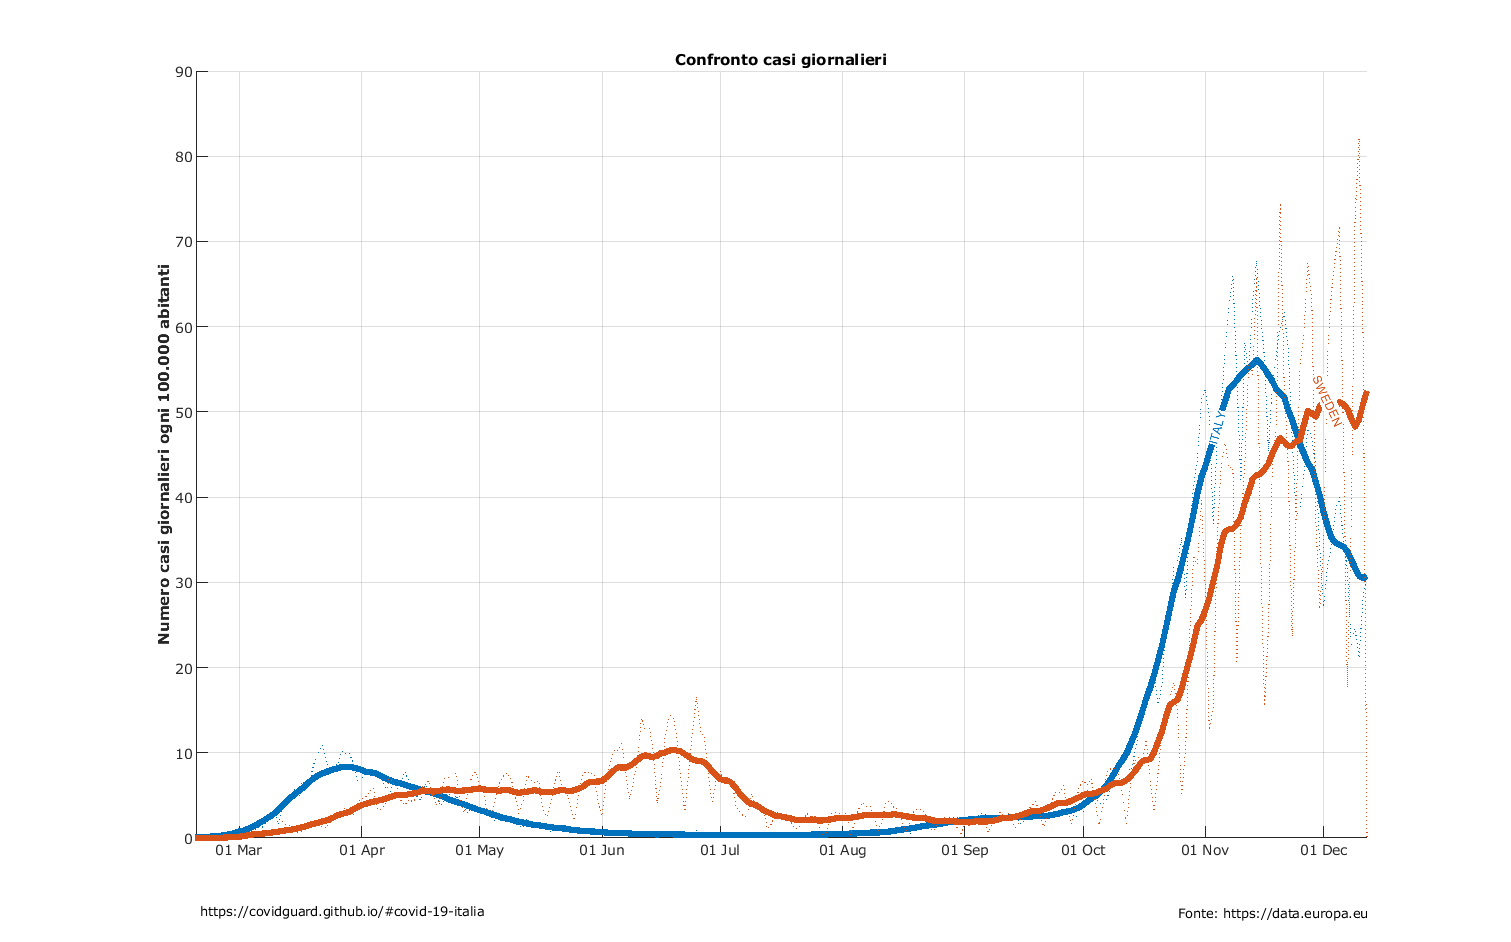 Confronto casi giornalieri
Numero casi giornalieri ogni 100.000 abitanti
90
80
70
60
50
40
30
20
10
0
ITALY
SWEDEN
01 Mar 01 Apr 01 May 01 Jun 01 Jul 01 Aug 01 Sep 01 Oct 01 Nov 01 Dec
https://covidguard.github.io/#covid-19-italia
Fonte: https://data.europa.eu